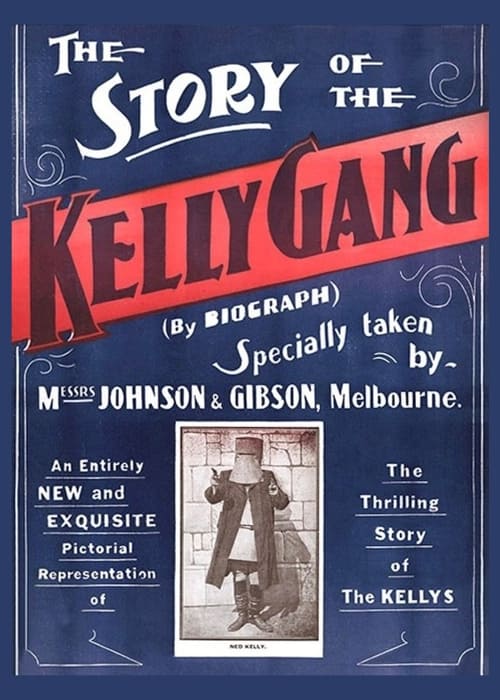 THE
STORY
OF
THE
KELLY GANG
(By BIOGRAPH)
Specially taken
by-
MESSRS JOHNSON & GIBSON, Melbourne.
An Entirely
NEW and
EXQUISITE
Pictorial
Representation
of
The
Thrilling
Story
of
The KELLYS
NED KELLY.